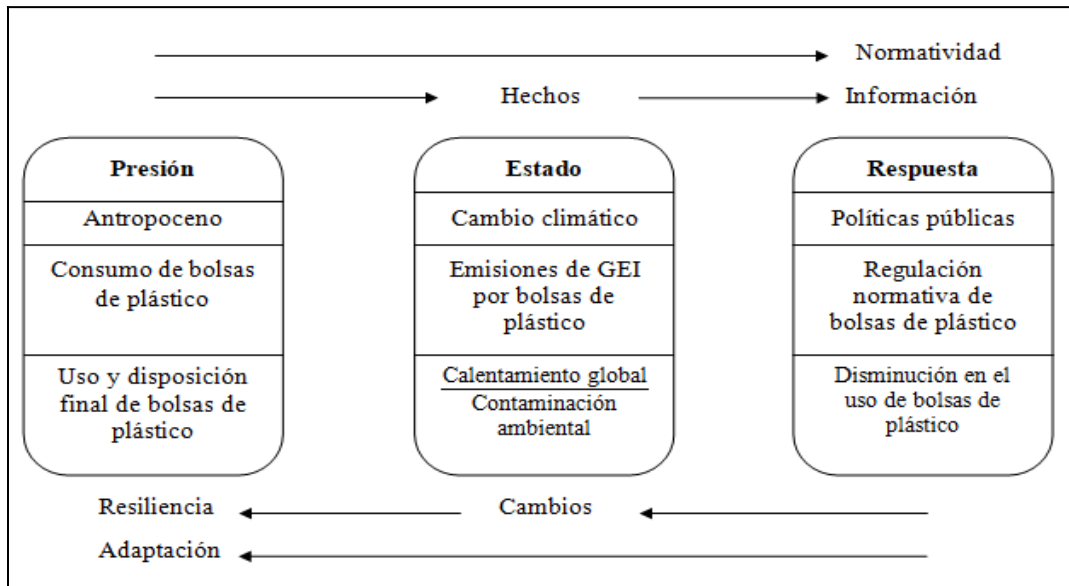 Normatividad
Hechos
Información
Presión
Antropoceno
Consumo de bolsas
de plástico
Uso y disposición
final de bolsas de
plástico
Estado
Cambio climático
Emisiones de GEI
por bolsas de
plástico
Calentamiento global
Contaminación
ambiental
Respuesta
Políticas públicas
Regulación
normativa de
bolsas de plástico
Disminución en el
uso de bolsas de
plástico
Resiliencia
Cambios
Adaptación